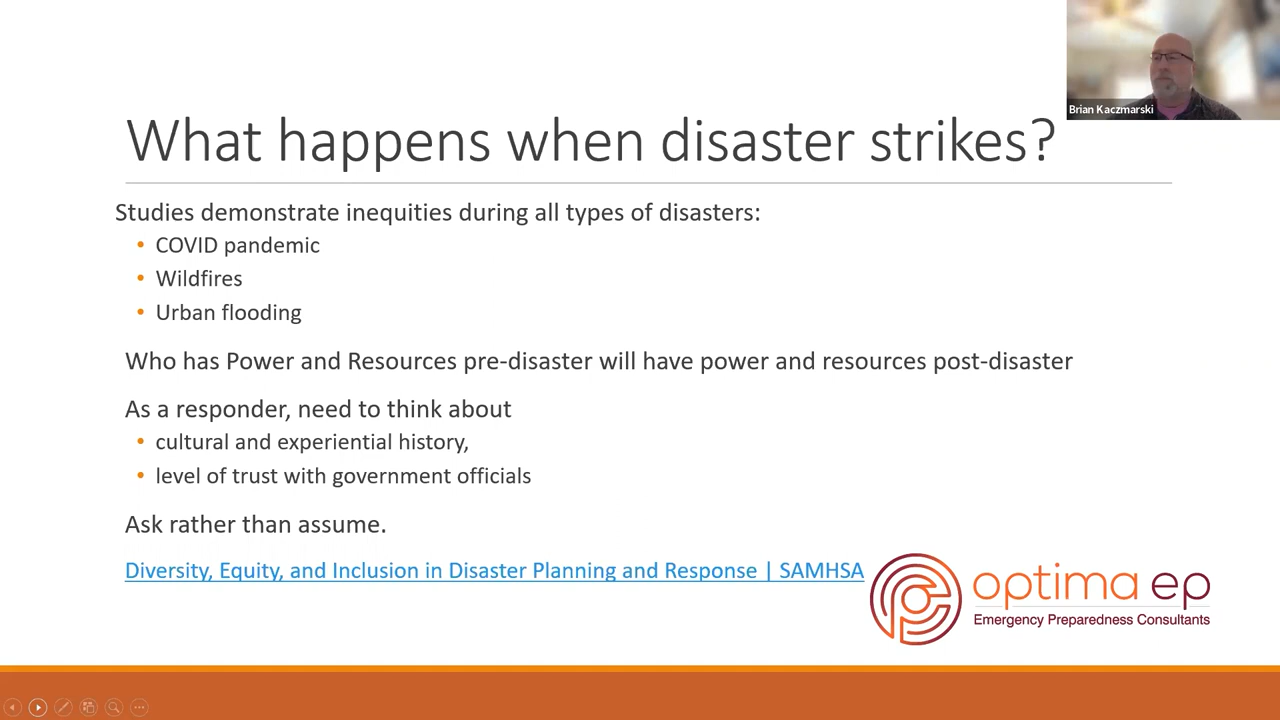 Brian Kaczmarski
What happens when disaster strikes?
Studies demonstrate inequities during all types of disasters:
• COVID pandemic
• Wildfires
• Urban flooding
Who has Power and Resources pre-disaster will have power and resources post-disaster
As a responder, need to think about
• cultural and experiential history,
• level of trust with government officials
Ask rather than assume.
Diversity, Equity, and Inclusion in Disaster Planning and Response | SAMHSA
optima ep
Emergency Preparedness Consultants